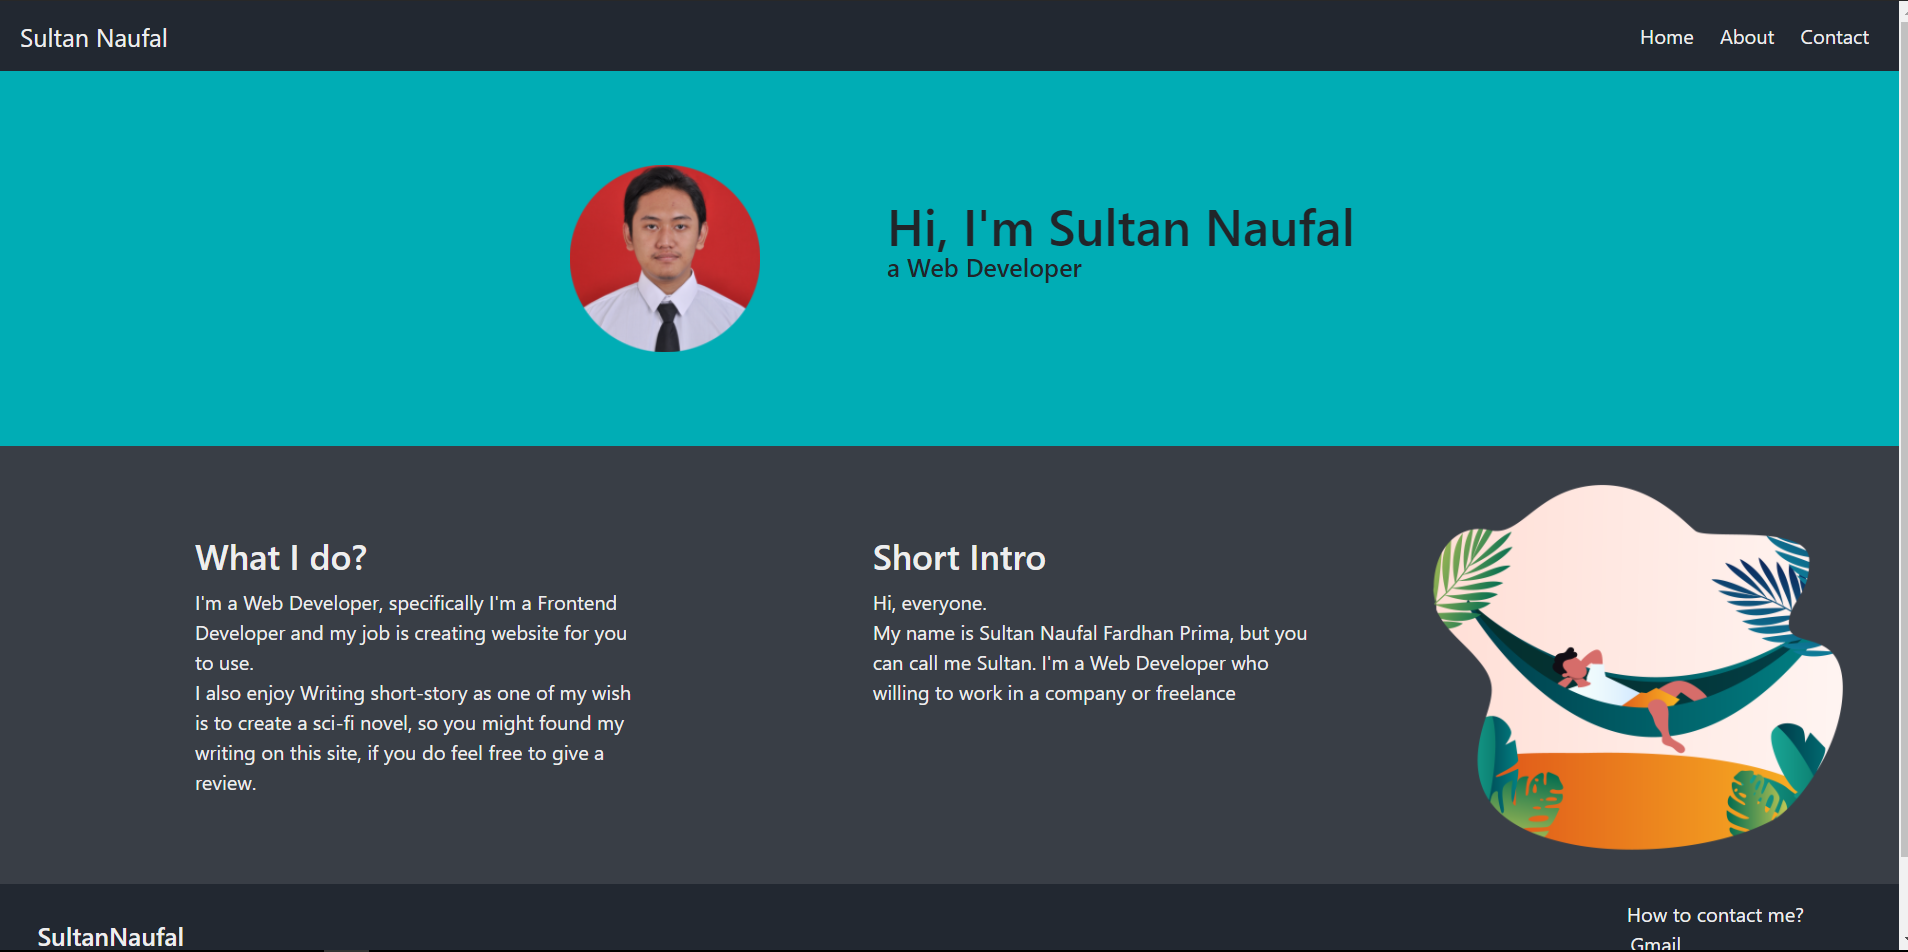 Sultan Naufal
Home About Contact
Hi, I'm Sultan Naufal
a Web Developer
What I do?
I'm a Web Developer, specifically I'm a Frontend
Developer and my job is creating website for you
to use.
I also enjoy Writing short-story as one of my wish
is to create a sci-fi novel, so you might found my
writing on this site, if you do feel free to give a
review.
Short Intro
Hi, everyone.
My name is Sultan Naufal Fardhan Prima, but you
can call me Sultan. I'm a Web Developer who
willing to work in a company or freelance
SultanNaufal
How to contact me?
Gmail